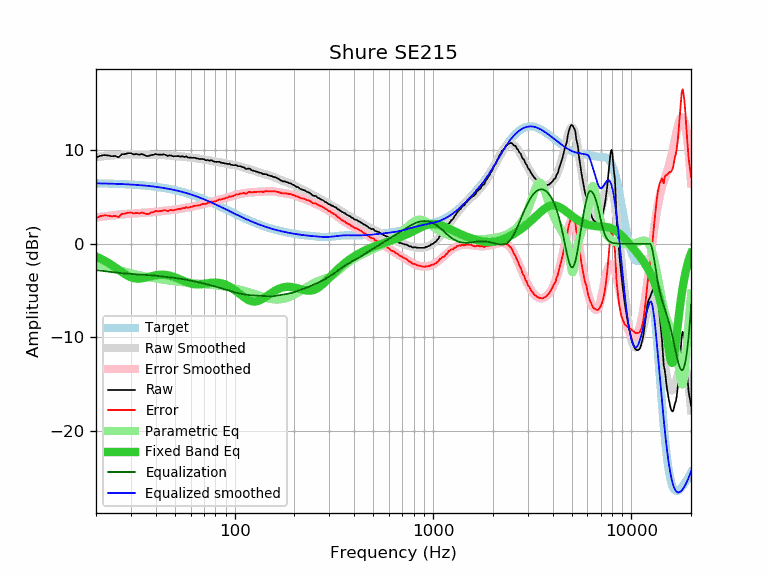 Shure SE215
10
0
−10
−20
Amplitude (dBr)
Target
Raw Smoothed
Error Smoothed
Raw
Error
Parametric Eq
Fixed Band Eq
Equalization
Equalized smoothed
100 1000 10000
Frequency (Hz)